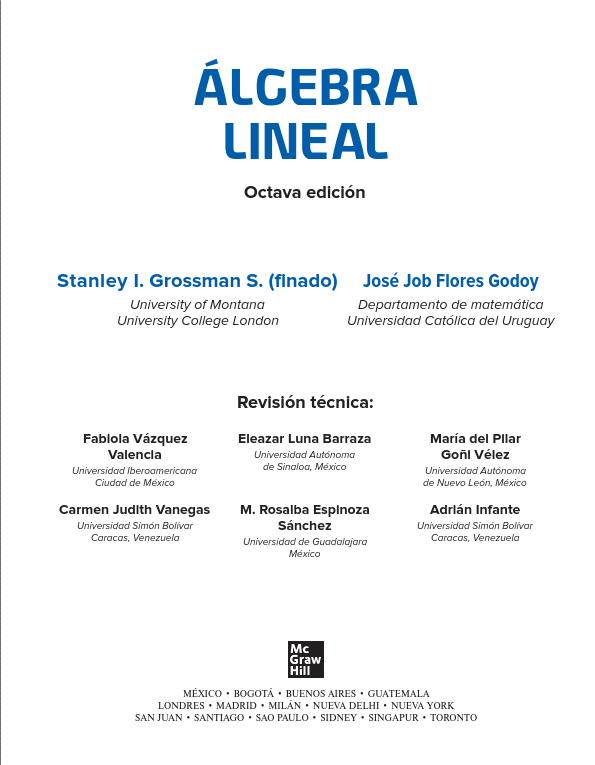 ÁLGEBRA
LINEAL
Octava edición
Stanley I. Grossman S. (finado)
University of Montana
University College London
José Job Flores Godoy
Departamento de matemática
Universidad Católica del Uruguay
Revisión técnica:
Fabiola Vázquez
Valencia
Universidad Iberoamericana
Ciudad de México
Eleazar Luna Barraza
Universidad Autónoma
de Sinaloa, México
María del Pilar
Goñi Vélez
Universidad Autónoma
de Nuevo León, México
Carmen Judith Vanegas
Universidad Simón Bolívar
Caracas, Venezuela
M. Rosalba Espinoza
Sánchez
Universidad de Guadalajara
México
Adrián Infante
Universidad Simón Bolívar
Caracas, Venezuela
Mc
Graw
Hill
MÉXICO • BOGOTÁ • BUENOS AIRES • GUATEMALA
LONDRES • MADRID • MILÁN • NUEVA DELHI • NUEVA YORK
SAN JUAN • SANTIAGO • SAO PAULO • SIDNEY • SINGAPUR • TORONTO